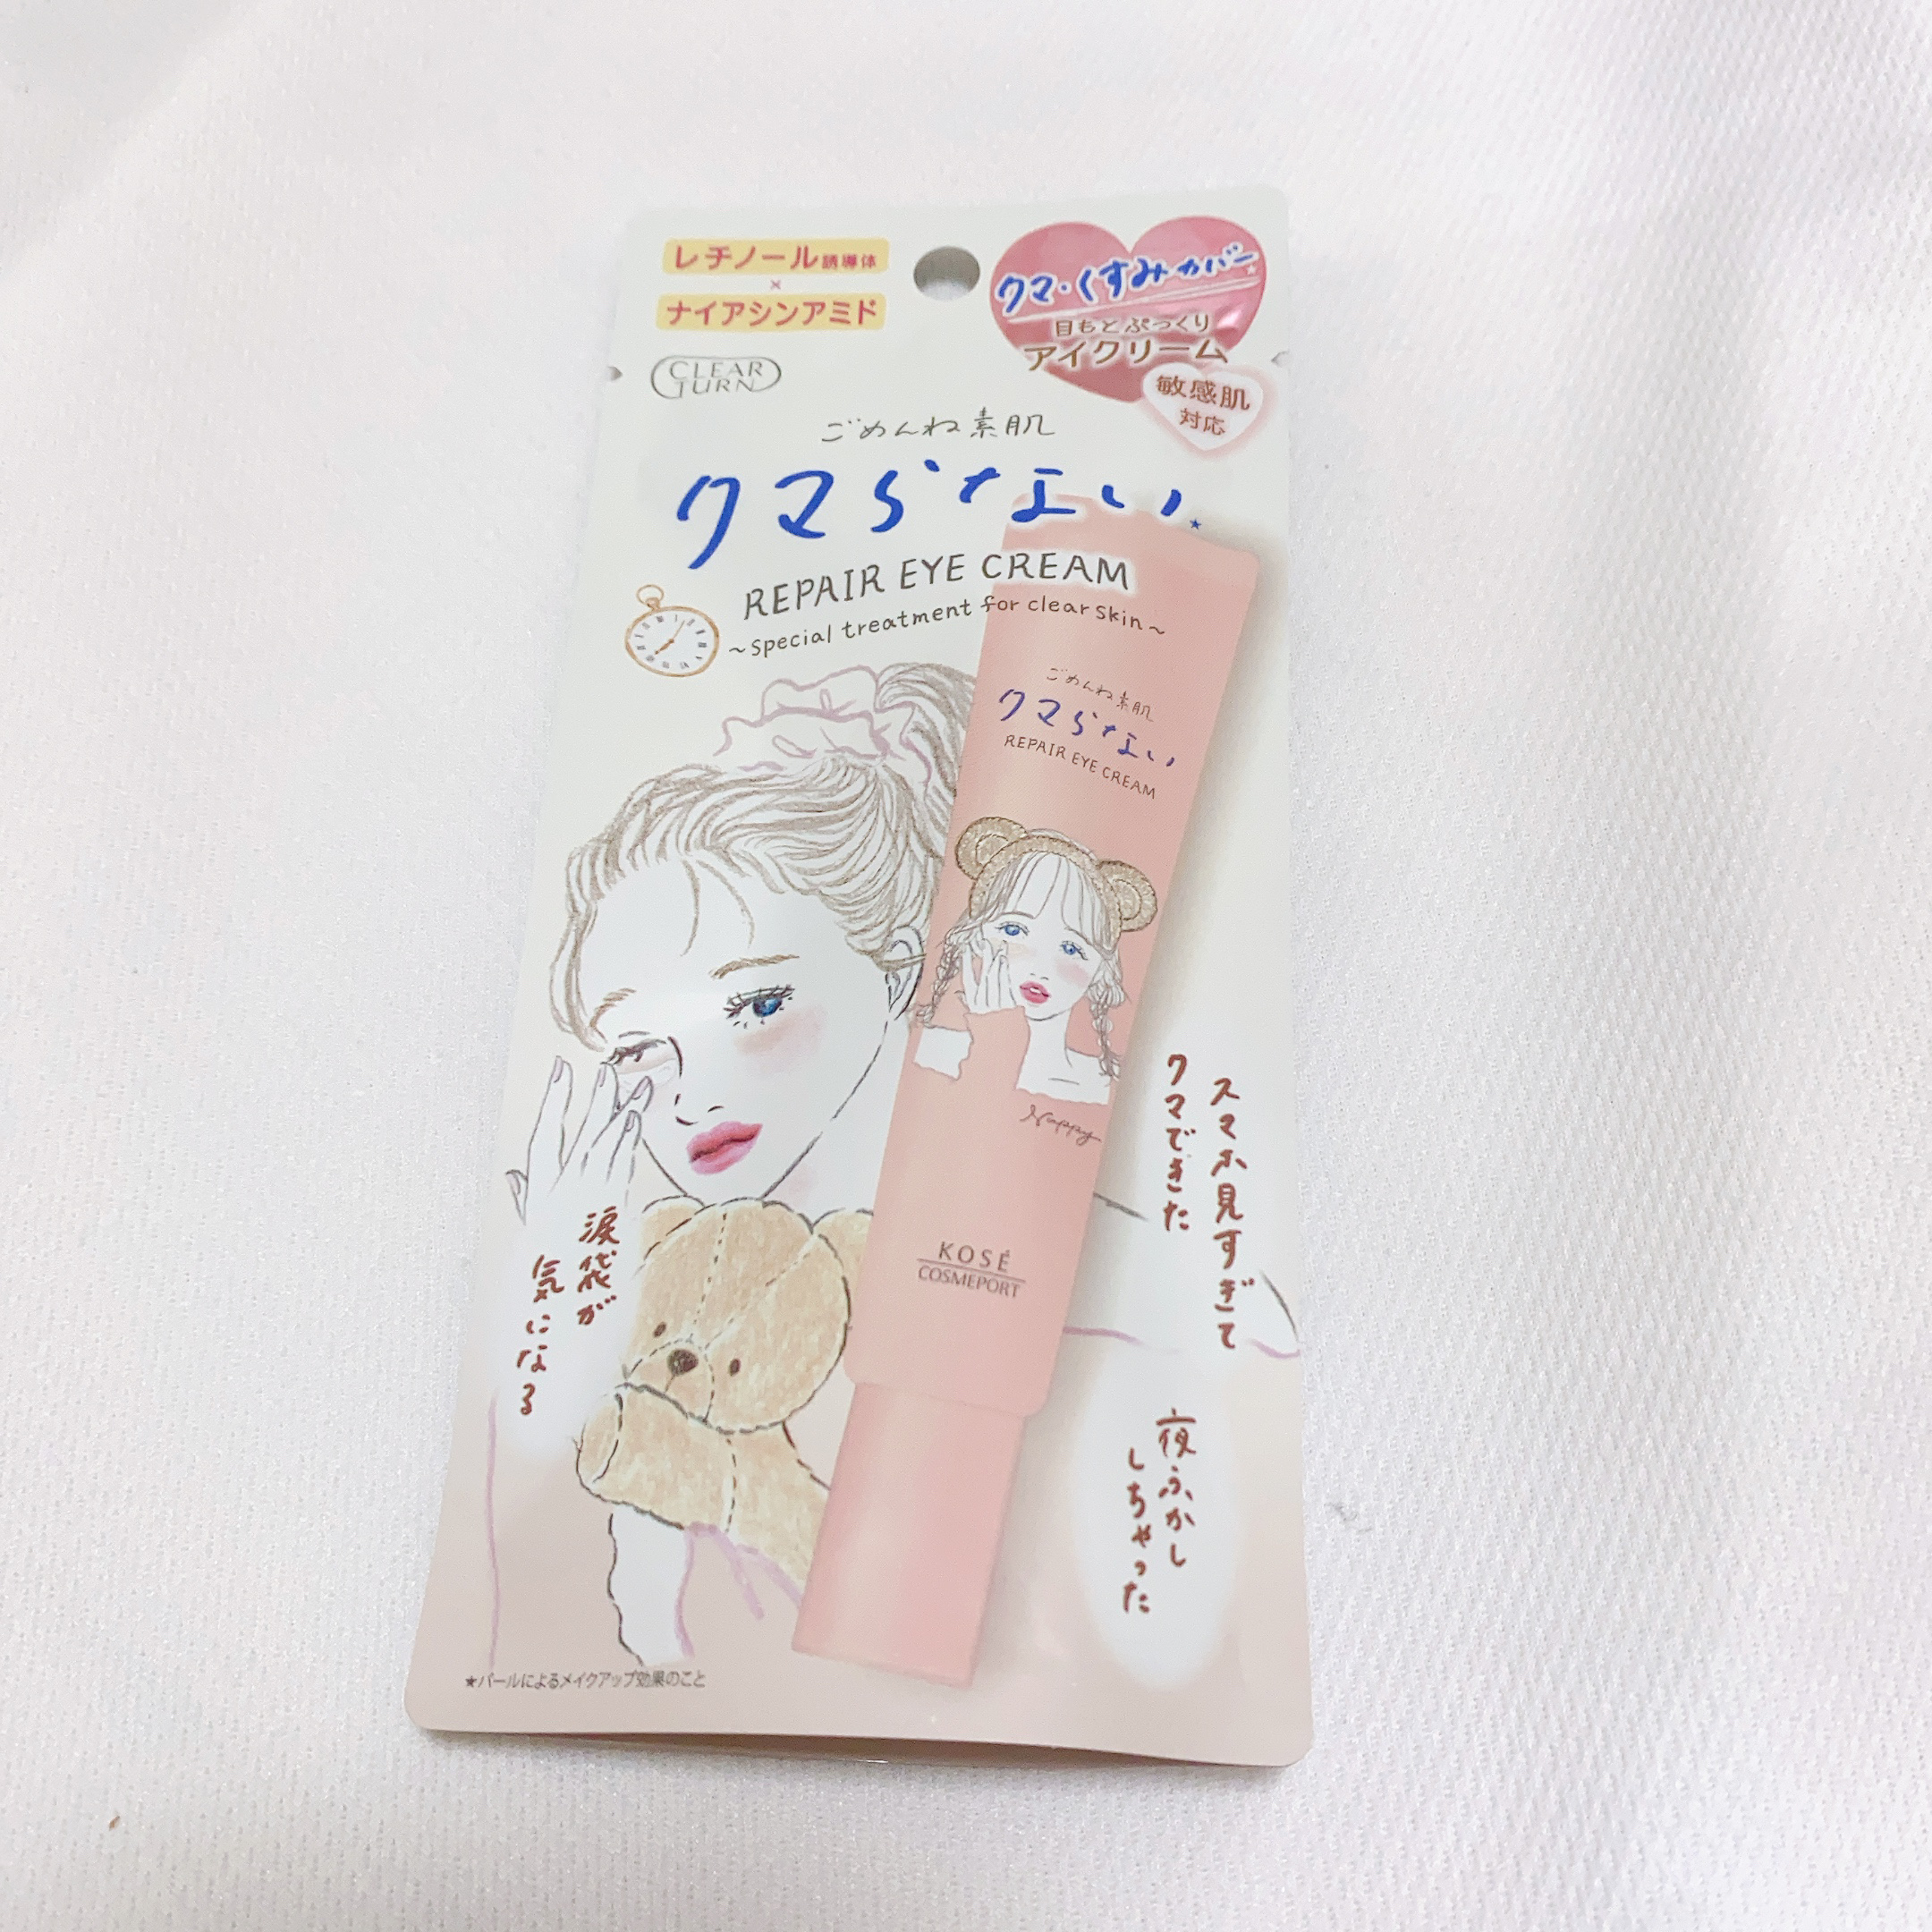 レチノール誘導体
×
ナイアシンアミド
クマ・くすみカバー★
目もとぷっくり
アイクリーム
敏感肌
対応
CLEAR
TURN
ごめんね素肌
クマらない★
REPAIR EYE CREAM
~special treatment for clear skin~
ごめんね素肌
クマらない
REPAIR EYE CREAM
Happy
KOSÉ
COSMEPORT
スマホ見すぎて
クマできた
涙袋が
気になる
夜ふかし
しちゃった
★パールによるメイクアップ効果のこと